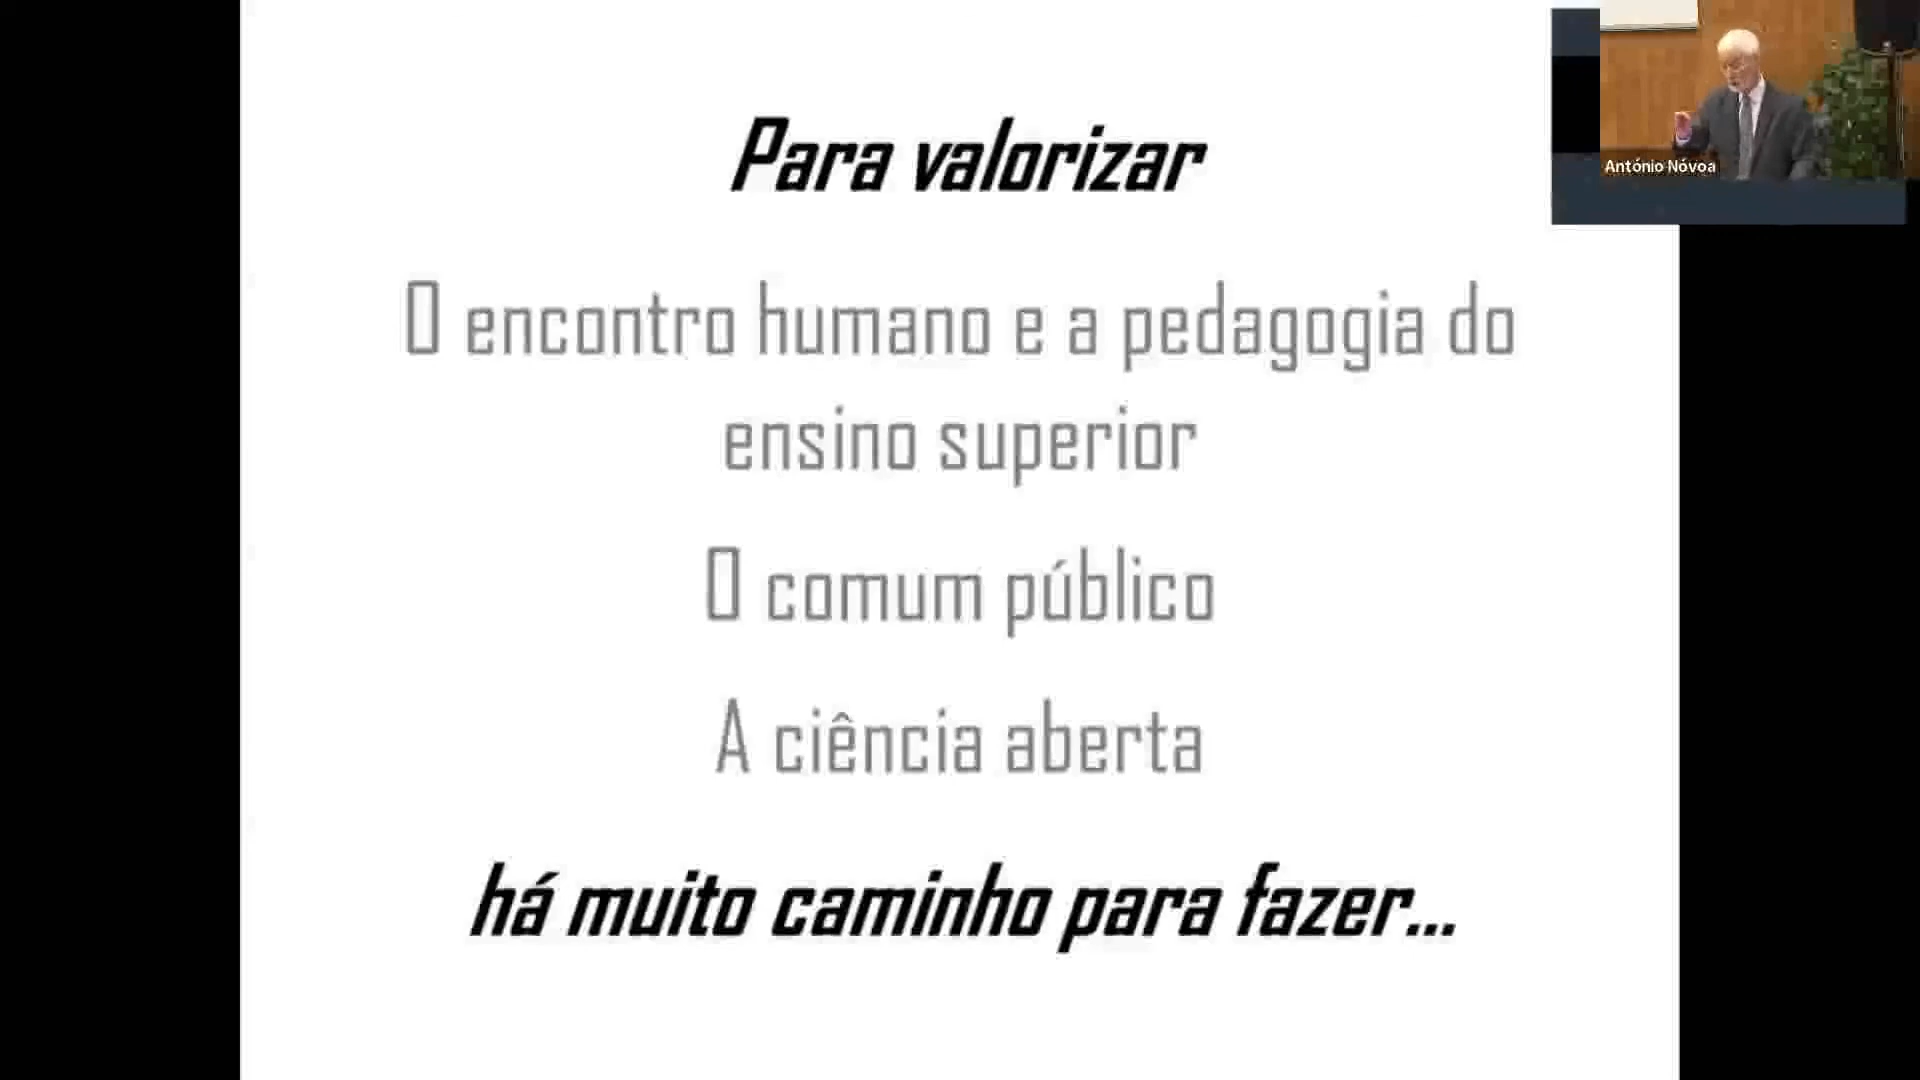 Para valorizar
António Nóvoa
O encontro humano e a pedagogia do
ensino superior
O comum público
A ciência aberta
há muito caminho para fazer...